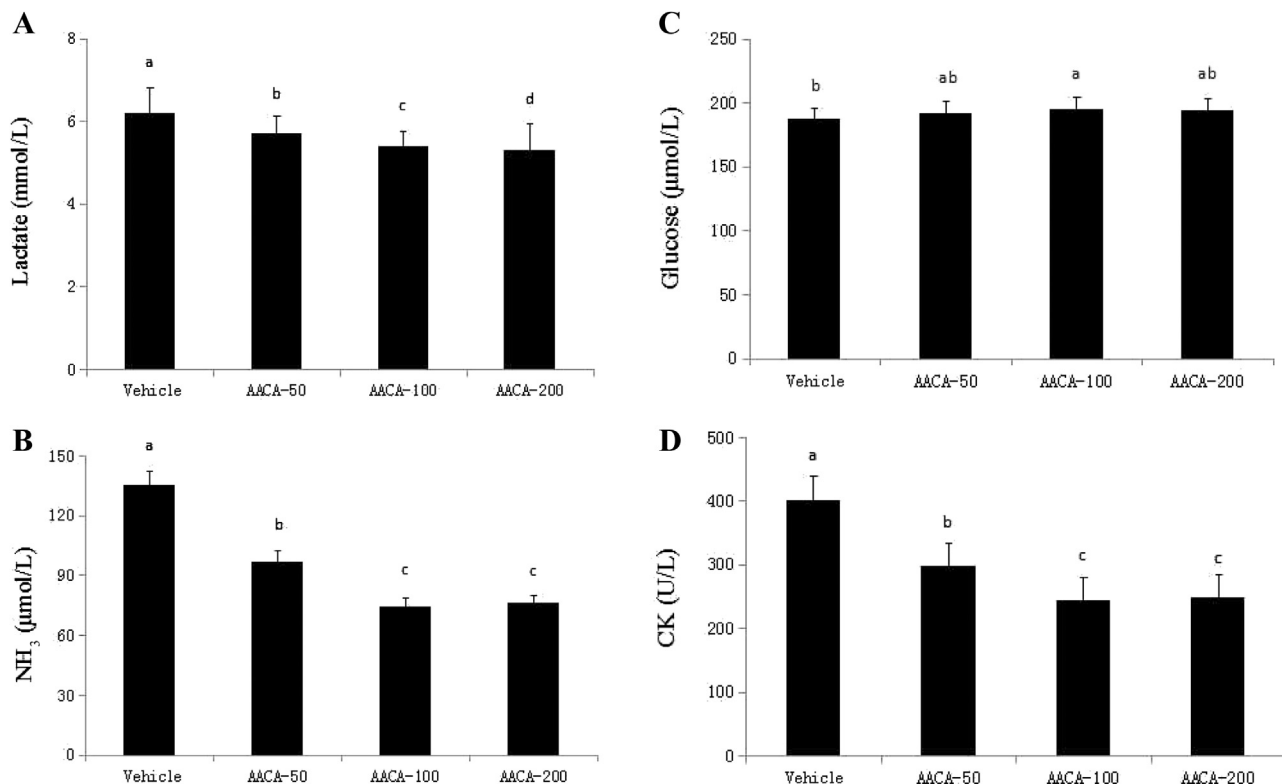 A
Lactate (mmol/L)
8
6
4
2
0
a
b
c
d
Vehicle AACA-50 AACA-100 AACA-200
C
Glucose (μmol/L)
250
200
150
100
50
0
b
ab
a
ab
Vehicle AACA-50 AACA-100 AACA-200
B
NH₃ (μmol/L)
150
120
90
60
30
0
a
b
c
c
Vehicle AACA-50 AACA-100 AACA-200
D
CK (U/L)
500
400
300
200
100
0
a
b
c
c
Vehicle AACA-50 AACA-100 AACA-200